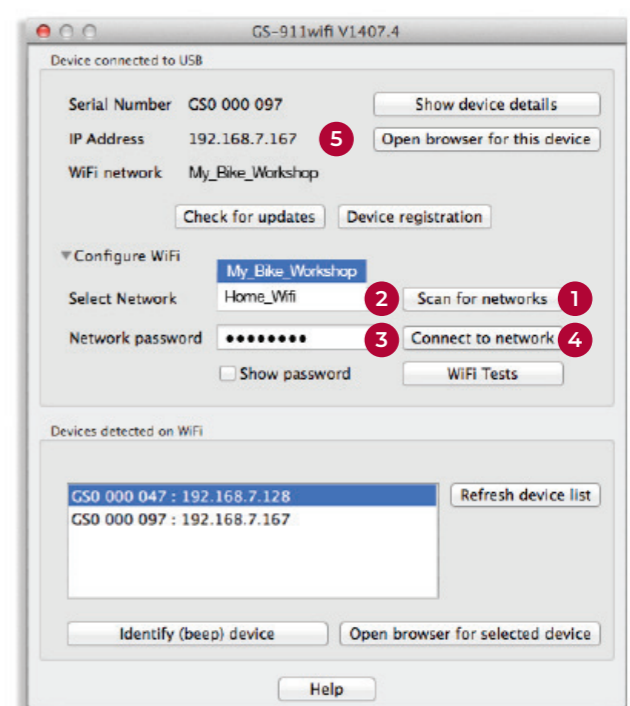 GS-911wifi V1407.4
Device connected to USB
Serial Number GS0 000 097 Show device details
IP Address 192.168.7.167 5 Open browser for this device
WiFi network My_Bike_Workshop
Check for updates Device registration
Configure WiFi
My_Bike_Workshop
Select Network Home_Wifi 2 Scan for networks 1
Network password ●●●●●●●● 3 Connect to network 4
Show password WiFi Tests
Devices detected on WiFi
GS0 000 047 : 192.168.7.128 Refresh device list
GS0 000 097 : 192.168.7.167
Identify (beep) device Open browser for selected device
Help